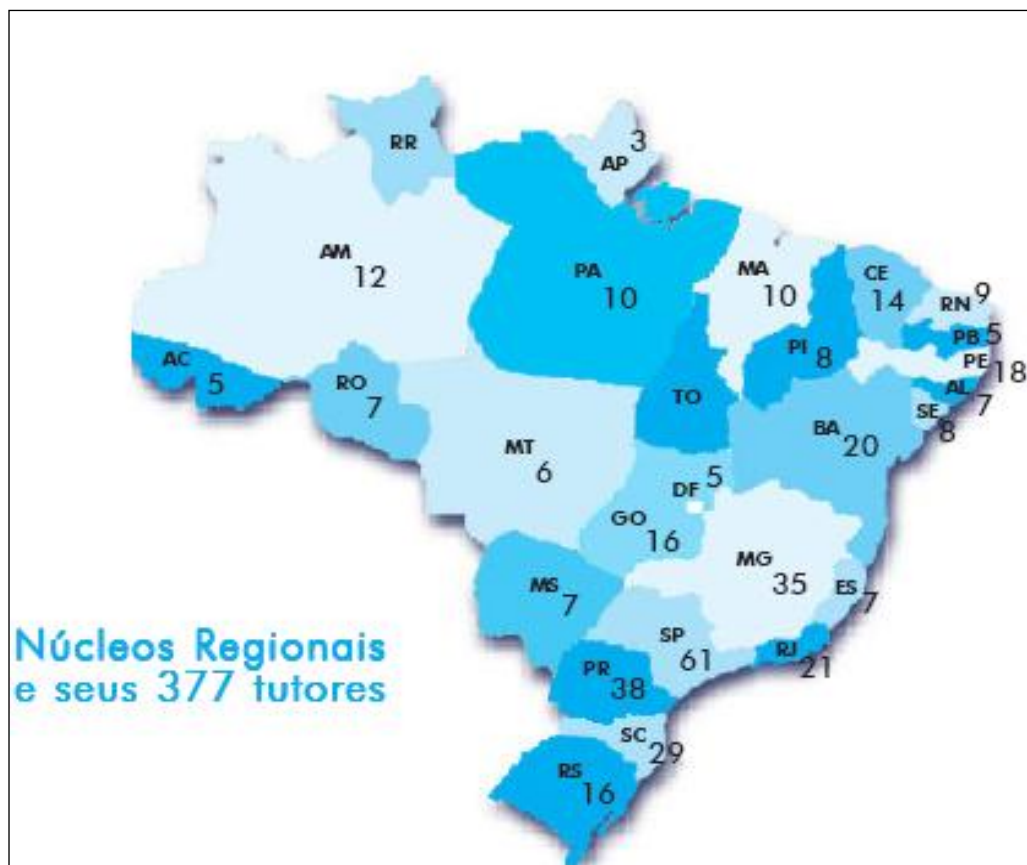 RR
AP 3
AM 12
PA 10
MA 10
CE 14
RN 9
PB 5
PE 18
AL 7
SE 8
PI 8
AC 5
RO 7
TO
BA 20
MT 6
DF 5
GO 16
MG 35
ES 7
MS 7
SP 61
RJ 21
PR 38
SC 29
RS 16
Núcleos Regionais
e seus 377 tutores